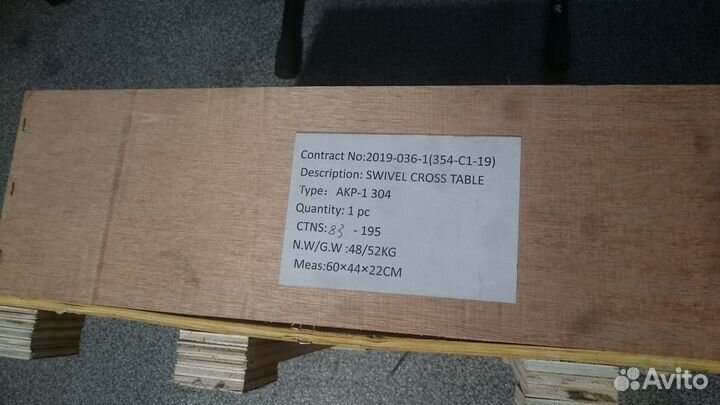 Contract No:2019-036-1(354-C1-19)
Description: SWIVEL CROSS TABLE
Type: AKP-1 304
Quantity: 1 pc
CTNS: 83 - 195
N.W/G.W :48/52KG
Meas:60×44×22CM
Avito